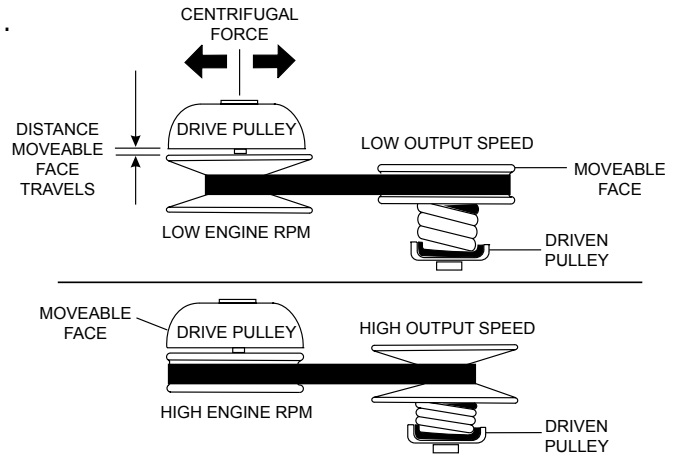 CENTRIFUGAL
FORCE
.
DISTANCE
MOVEABLE
FACE
TRAVELS
DRIVE PULLEY
LOW OUTPUT SPEED
MOVEABLE
FACE
LOW ENGINE RPM
DRIVEN
PULLEY
MOVEABLE
FACE
DRIVE PULLEY
HIGH OUTPUT SPEED
HIGH ENGINE RPM
DRIVEN
PULLEY